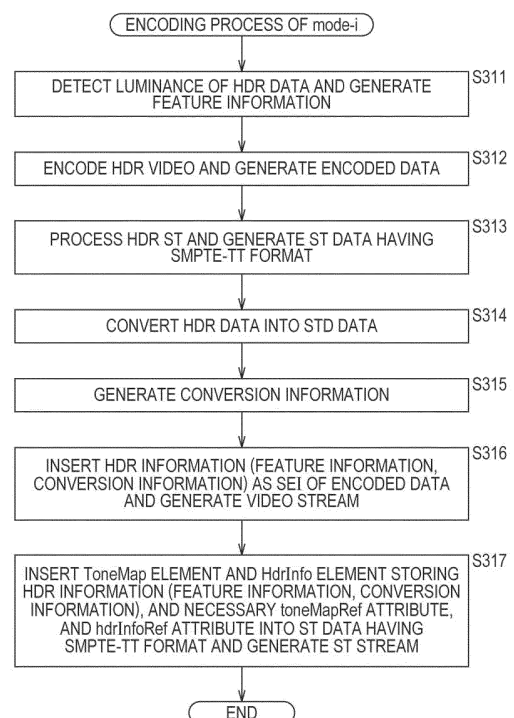 ENCODING PROCESS OF mode-i
S311
DETECT LUMINANCE OF HDR DATA AND GENERATE
FEATURE INFORMATION
S312
ENCODE HDR VIDEO AND GENERATE ENCODED DATA
S313
PROCESS HDR ST AND GENERATE ST DATA HAVING
SMPTE-TT FORMAT
S314
CONVERT HDR DATA INTO STD DATA
S315
GENERATE CONVERSION INFORMATION
S316
INSERT HDR INFORMATION (FEATURE INFORMATION,
CONVERSION INFORMATION) AS SEI OF ENCODED DATA
AND GENERATE VIDEO STREAM
S317
INSERT ToneMap ELEMENT AND HdrInfo ELEMENT STORING
HDR INFORMATION (FEATURE INFORMATION, CONVERSION
INFORMATION), AND NECESSARY toneMapRef ATTRIBUTE,
AND hdrInfoRef ATTRIBUTE INTO ST DATA HAVING
SMPTE-TT FORMAT AND GENERATE ST STREAM
END